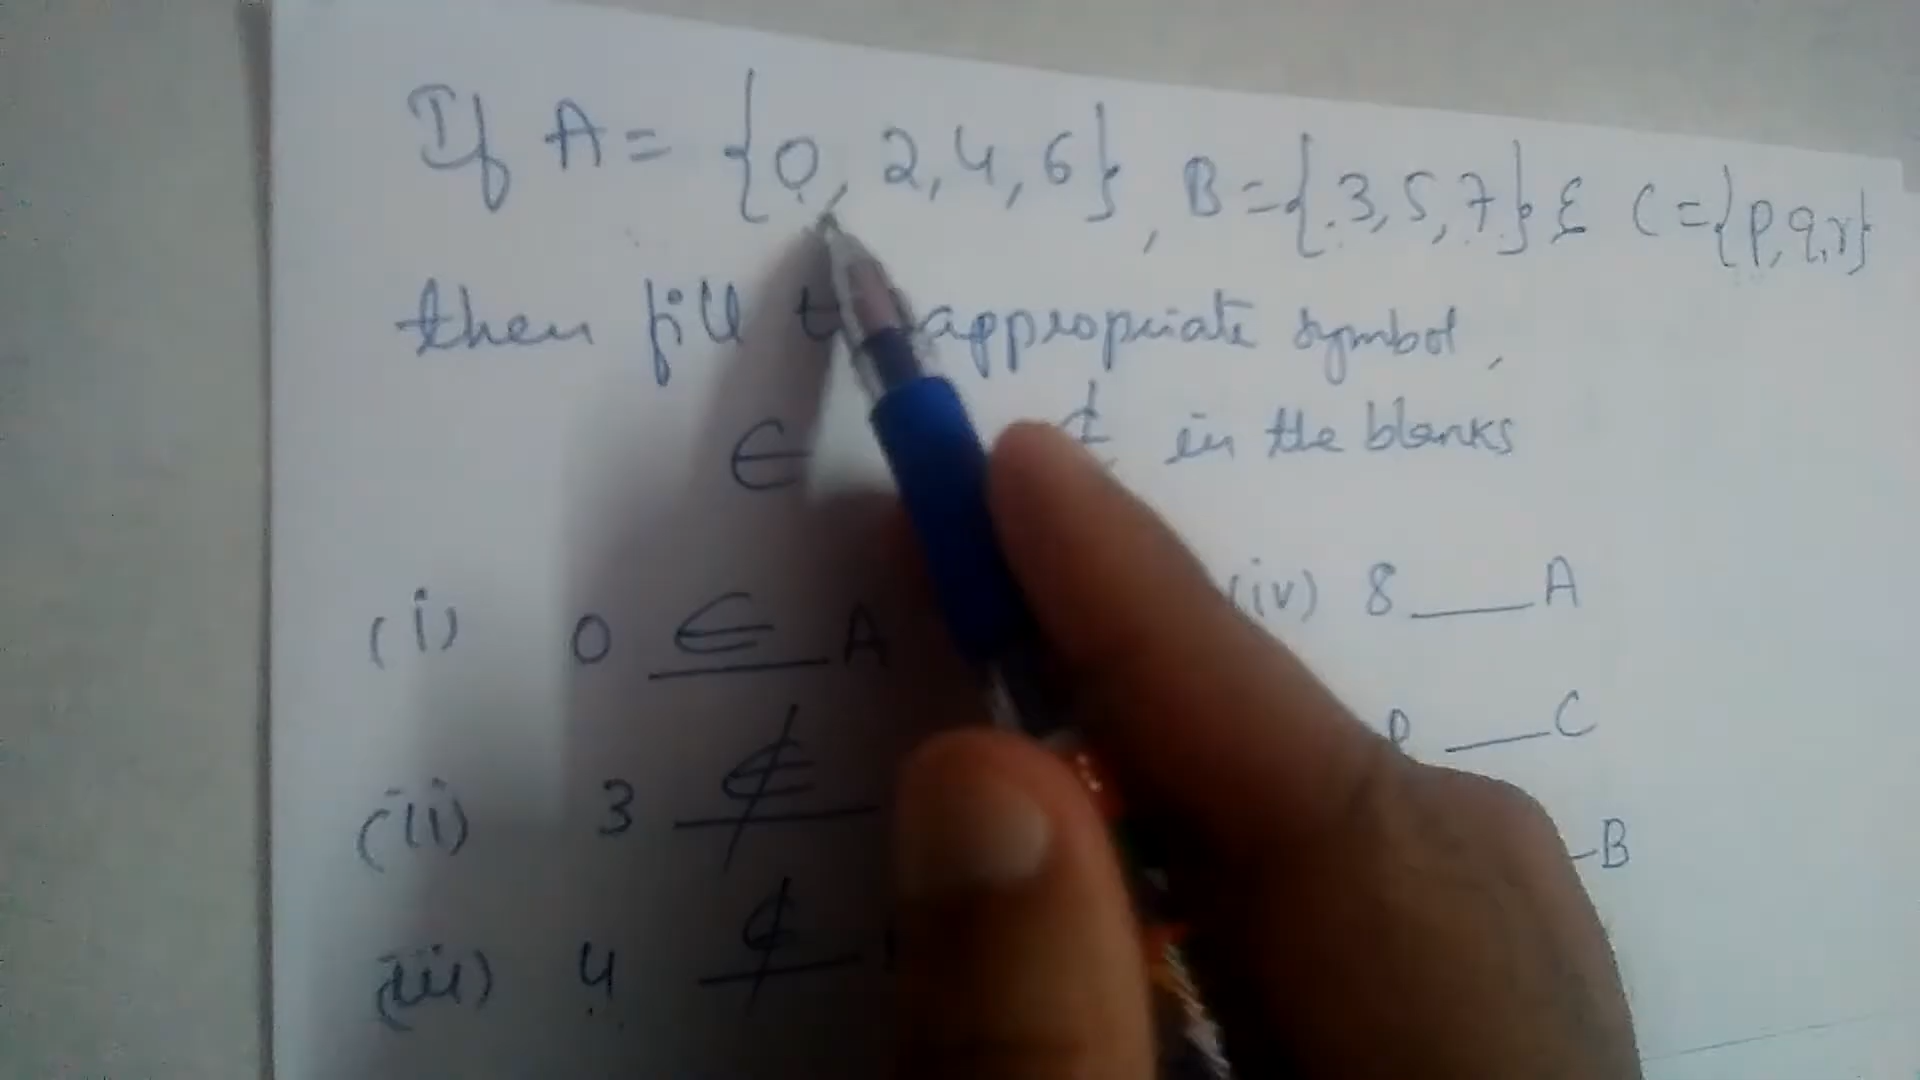 If A = {0, 2, 4, 6}, B = {3, 5, 7} & C = {p, q, r}
then fill appropriate symbol,
∈ ∉ in the blanks
(i) 0 ∈ A
(ii) 3 ∉
(iii) 4 ∉
(iv) 8 ___ A
p ___ C
B